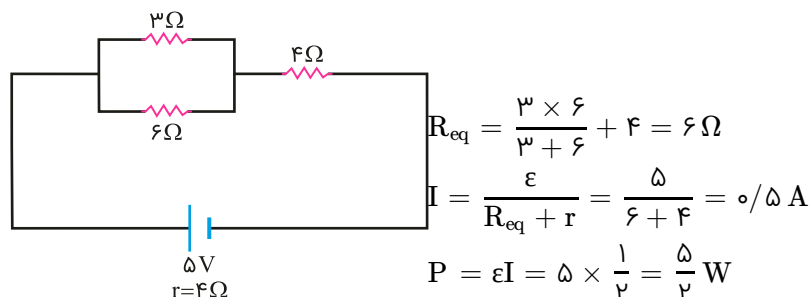 ۳Ω
۴Ω
۶Ω
۵V
r=۴Ω
R_eq = (۳ × ۶)/(۳ + ۶) + ۴ = ۶ Ω
I = ε/(R_eq + r) = ۵/(۶ + ۴) = ۰/۵ A
P = εI = ۵ × ۱/۲ = ۵/۲ W